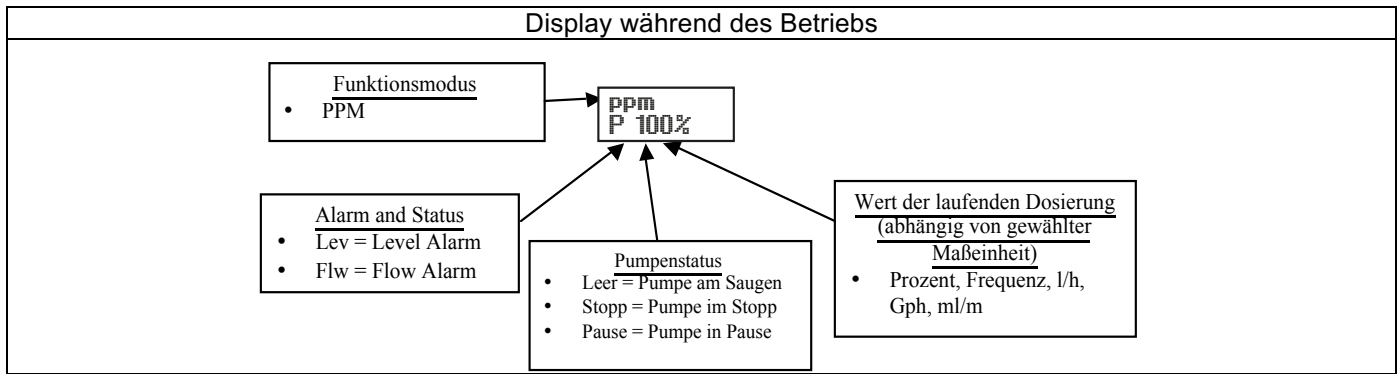 Display während des Betriebs
Funktionsmodus
• PPM
ppm
P 100%
Alarm and Status
• Lev = Level Alarm
• Flw = Flow Alarm
Pumpenstatus
• Leer = Pumpe am Saugen
• Stopp = Pumpe im Stopp
• Pause = Pumpe in Pause
Wert der laufenden Dosierung
(abhängig von gewählter
Maßeinheit)
• Prozent, Frequenz, l/h,
Gph, ml/m